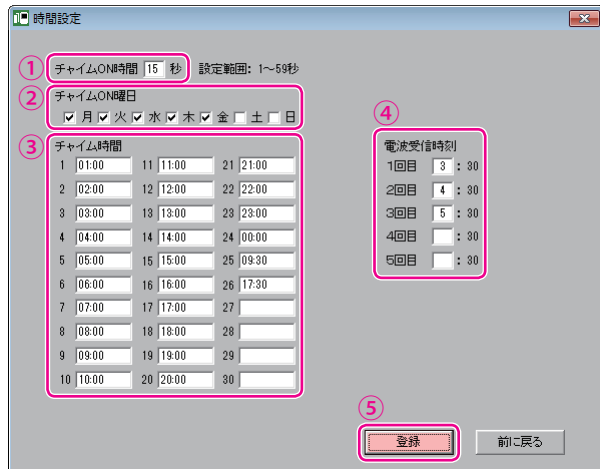 時間設定
① チャイムON時間 15 秒 設定範囲: 1～59秒
② チャイムON曜日
月 火 水 木 金 土 日
③ チャイム時間
1 01:00 11 11:00 21 21:00
2 02:00 12 12:00 22 22:00
3 03:00 13 13:00 23 23:00
4 04:00 14 14:00 24 00:00
5 05:00 15 15:00 25 09:30
6 06:00 16 16:00 26 17:30
7 07:00 17 17:00 27
8 08:00 18 18:00 28
9 09:00 19 19:00 29
10 10:00 20 20:00 30
④
電波受信時刻
1回目 3 : 30
2回目 4 : 30
3回目 5 : 30
4回目 : 30
5回目 : 30
⑤
登録 前に戻る